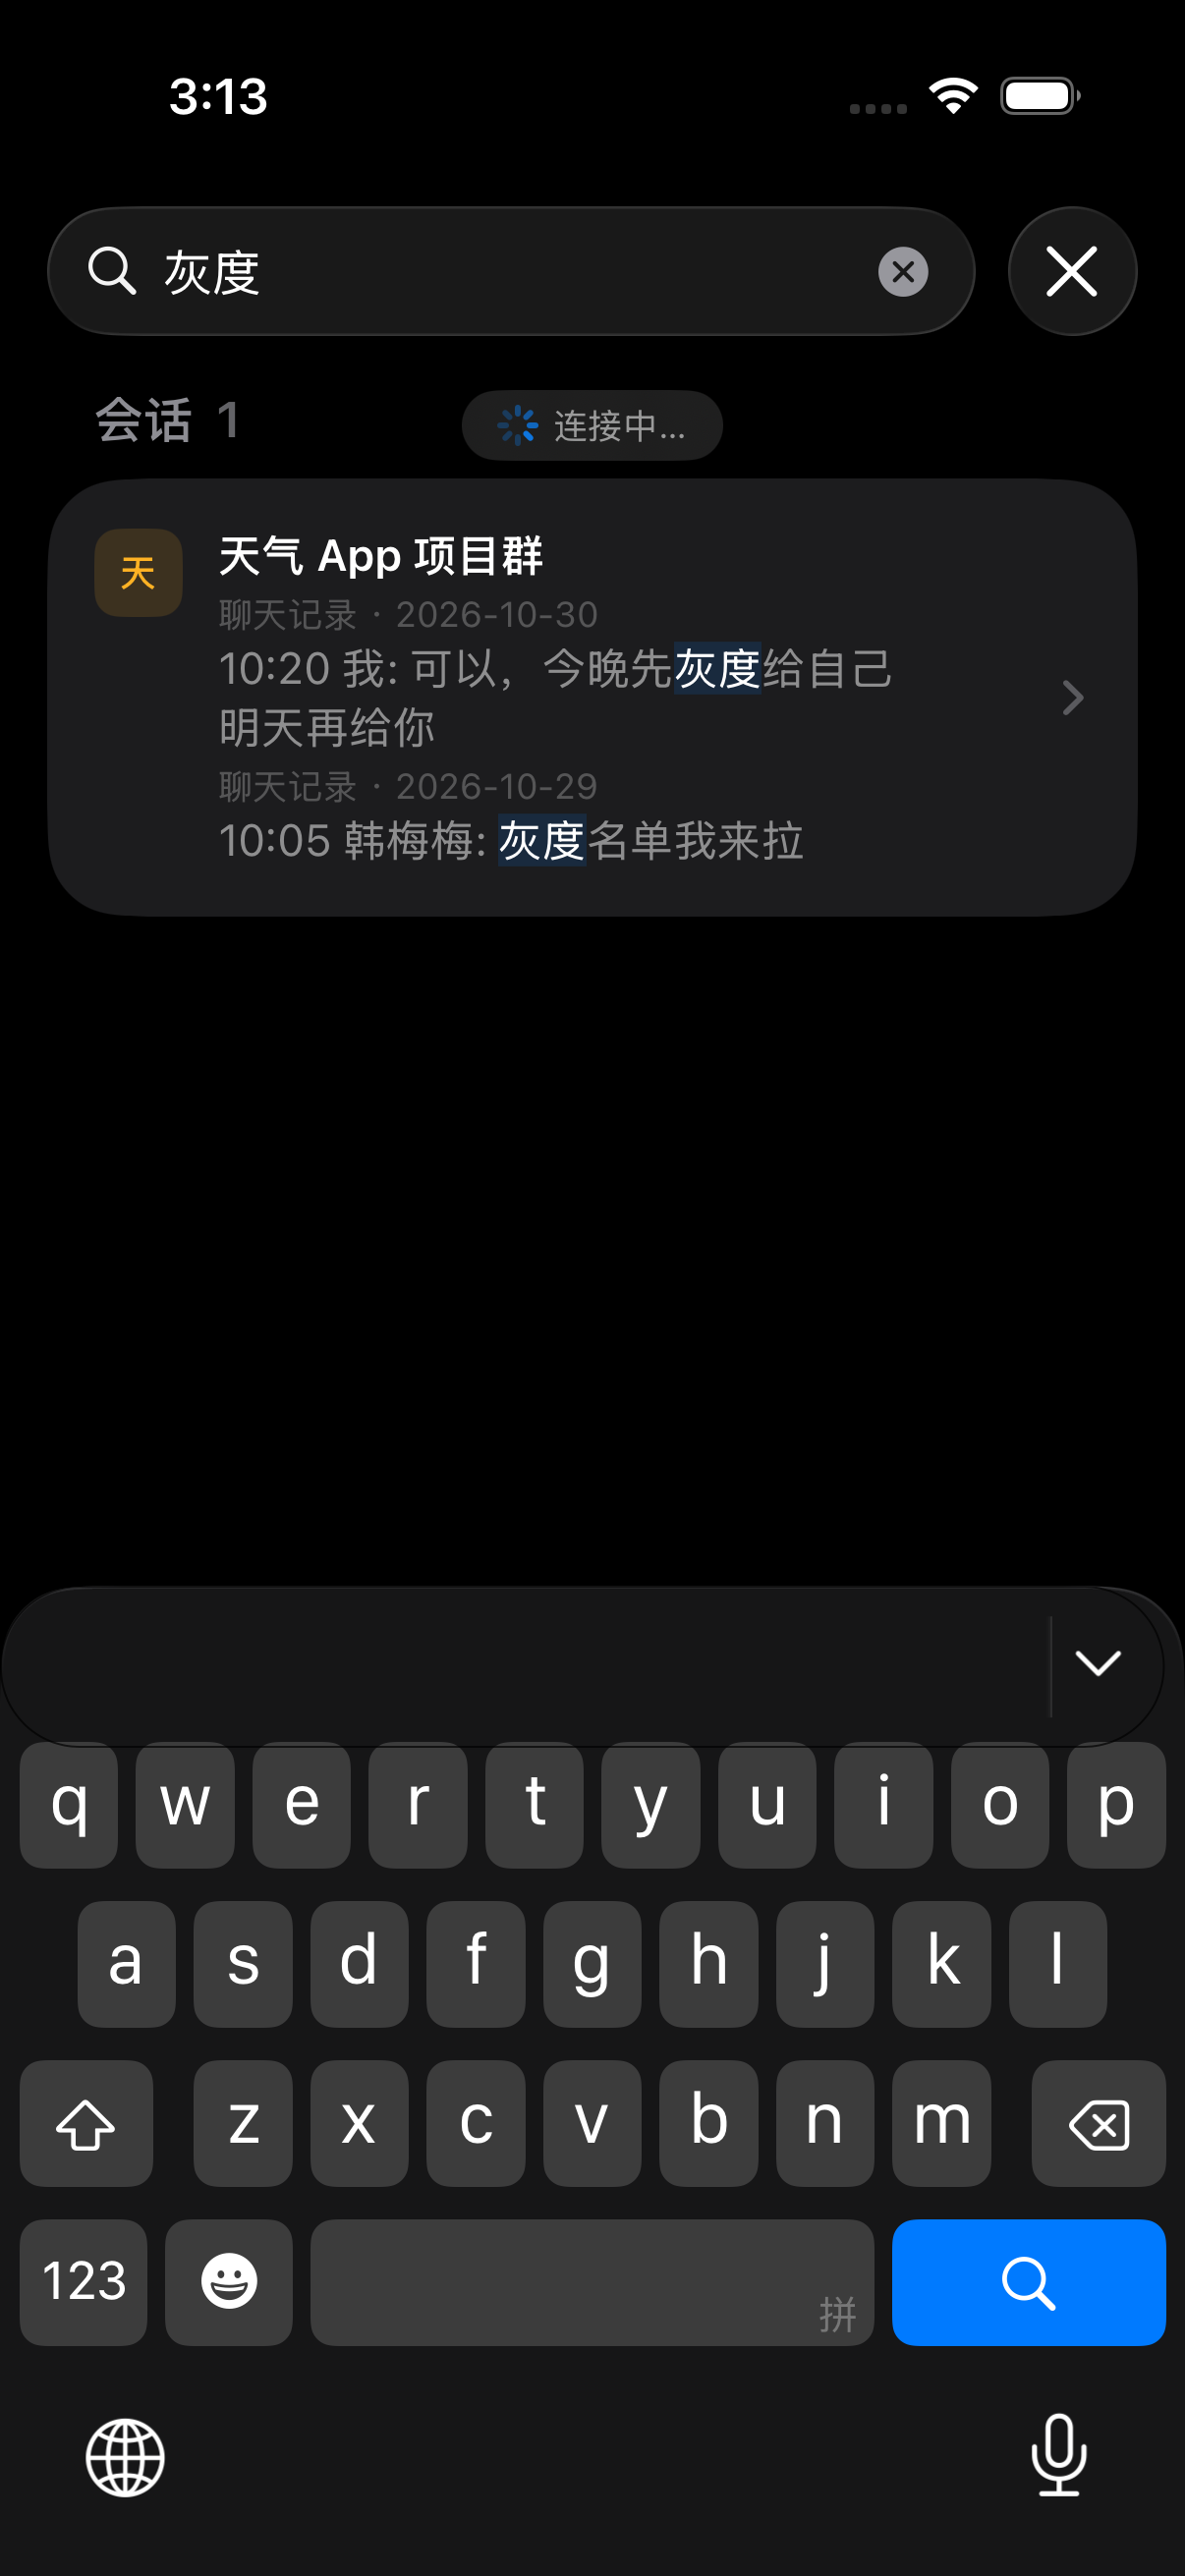 3:13
灰度
会话 1
连接中...
天
天气 App 项目群
聊天记录 · 2026-10-30
10:20 我: 可以，今晚先灰度给自己
明天再给你
聊天记录 · 2026-10-29
10:05 韩梅梅: 灰度名单我来拉
q w e r t y u i o p
a s d f g h j k l
z x c v b n m
123
拼